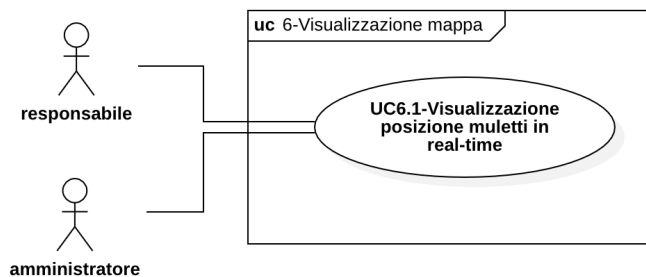 uc 6-Visualizzazione mappa
responsabile
UC6.1-Visualizzazione
posizione muletti in
real-time
amministratore